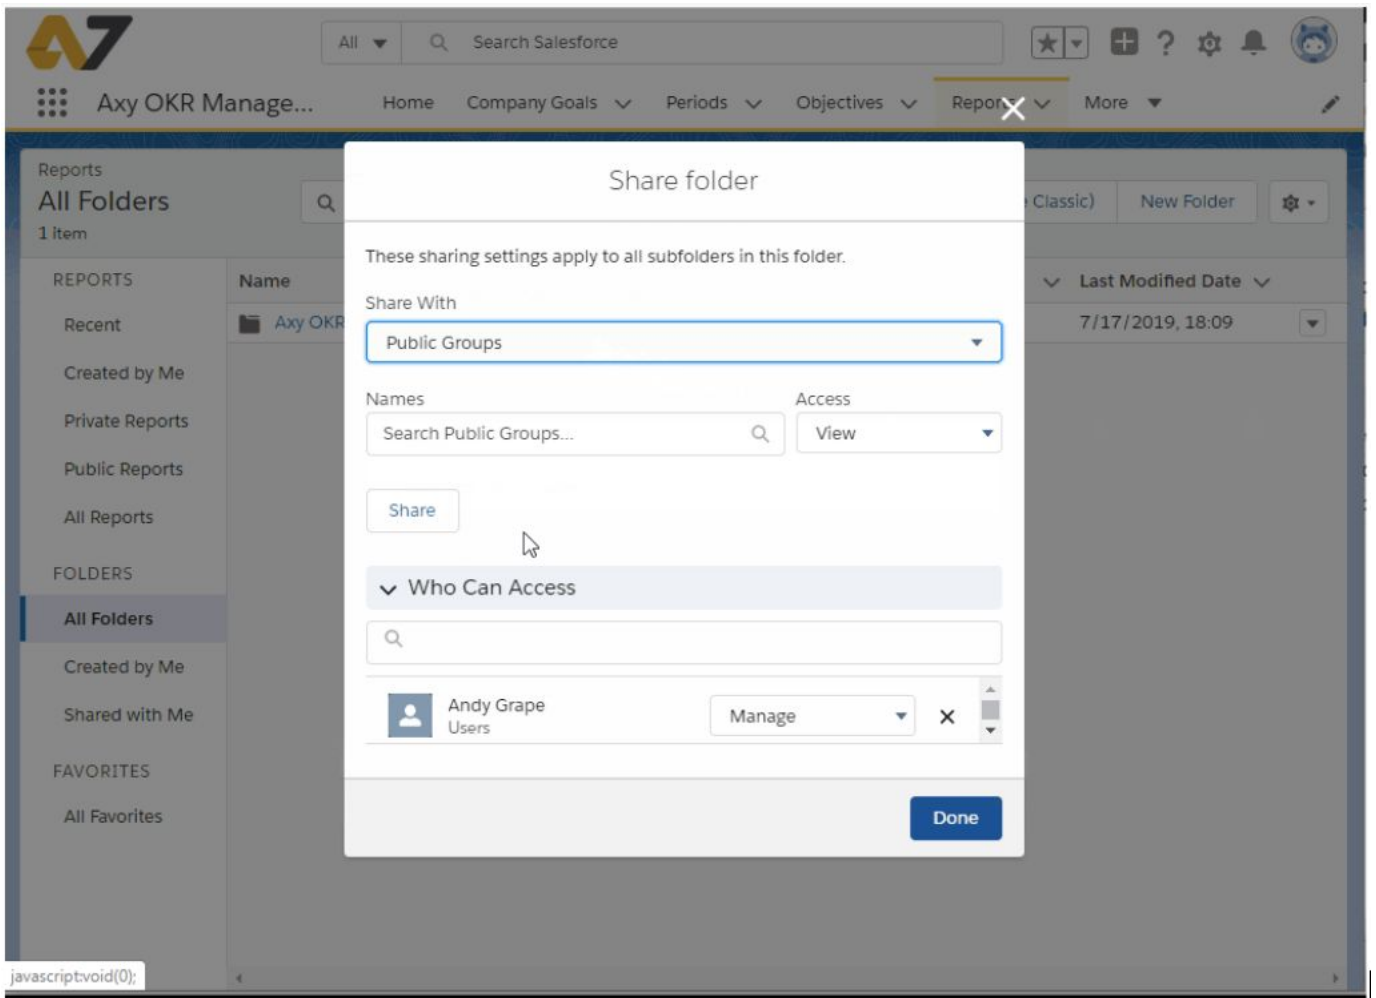 A7
All
Search Salesforce
Axy OKR Manage...
Home
Company Goals
Periods
Objectives
Reports
More
Reports
All Folders
1 item
Classic)
New Folder
REPORTS
Recent
Created by Me
Private Reports
Public Reports
All Reports
FOLDERS
All Folders
Created by Me
Shared with Me
FAVORITES
All Favorites
Name
Last Modified Date
Axy OKR
7/17/2019, 18:09
Share folder
These sharing settings apply to all subfolders in this folder.
Share With
Public Groups
Names
Access
Search Public Groups...
View
Share
Who Can Access
Andy Grape
Users
Manage
Done
javascript:void(0);